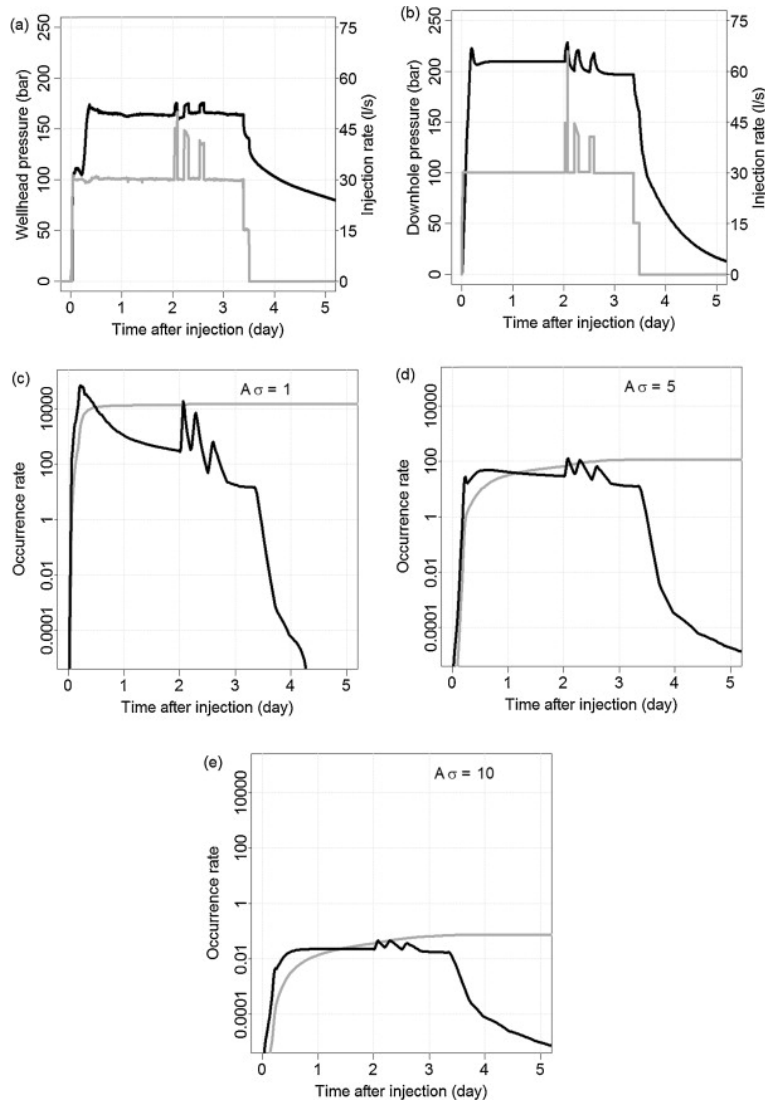 (a)
250
200
150
100
50
0
Wellhead pressure (bar)
75
60
45
30
15
0
Injection rate (l/s)
0 1 2 3 4 5
Time after injection (day)
(b)
250
200
150
100
50
0
Downhole pressure (bar)
75
60
45
30
15
0
Injection rate (l/s)
0 1 2 3 4 5
Time after injection (day)
(c)
A σ = 1
10000
100
1
0.01
0.0001
Occurrence rate
0 1 2 3 4 5
Time after injection (day)
(d)
A σ = 5
10000
100
1
0.01
0.0001
Occurrence rate
0 1 2 3 4 5
Time after injection (day)
(e)
A σ = 10
10000
100
1
0.01
0.0001
Occurrence rate
0 1 2 3 4 5
Time after injection (day)